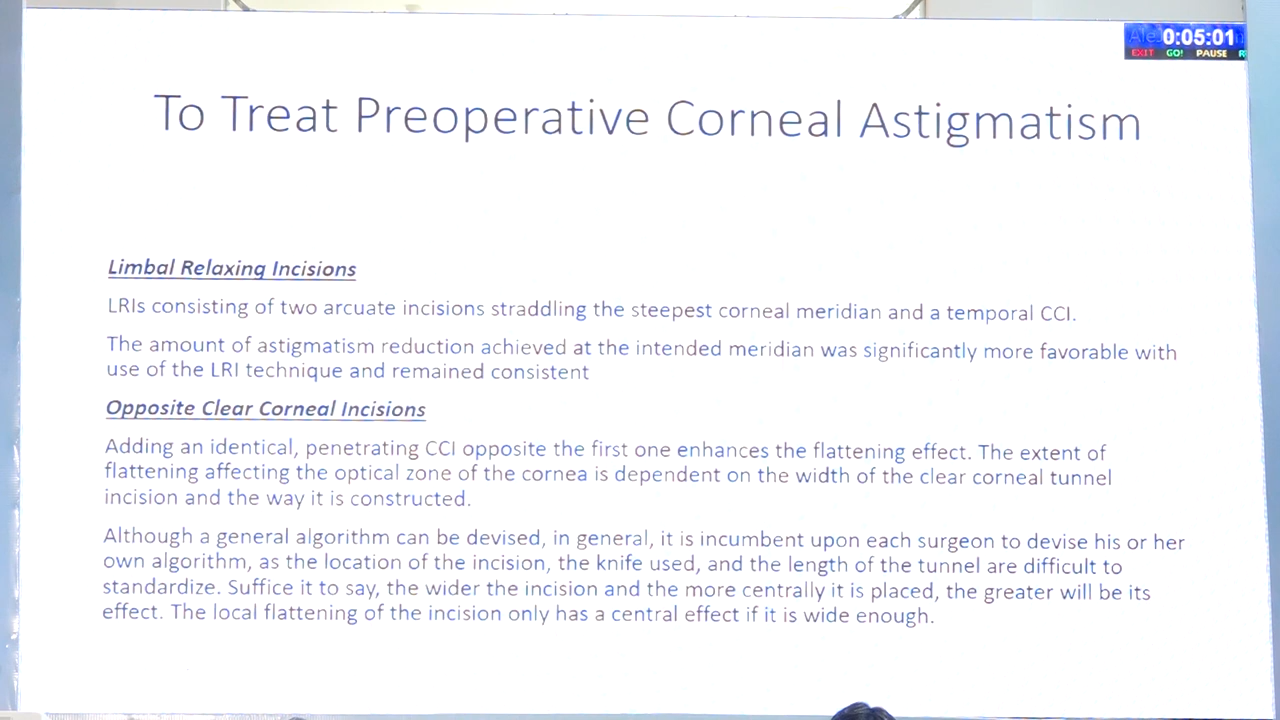 0:05:01
EXIT GO! PAUSE
To Treat Preoperative Corneal Astigmatism
Limbal Relaxing Incisions
LRIs consisting of two arcuate incisions straddling the steepest corneal meridian and a temporal CCI.
The amount of astigmatism reduction achieved at the intended meridian was significantly more favorable with
use of the LRI technique and remained consistent
Opposite Clear Corneal Incisions
Adding an identical, penetrating CCI opposite the first one enhances the flattening effect. The extent of
flattening affecting the optical zone of the cornea is dependent on the width of the clear corneal tunnel
incision and the way it is constructed.
Although a general algorithm can be devised, in general, it is incumbent upon each surgeon to devise his or her
own algorithm, as the location of the incision, the knife used, and the length of the tunnel are difficult to
standardize. Suffice it to say, the wider the incision and the more centrally it is placed, the greater will be its
effect. The local flattening of the incision only has a central effect if it is wide enough.